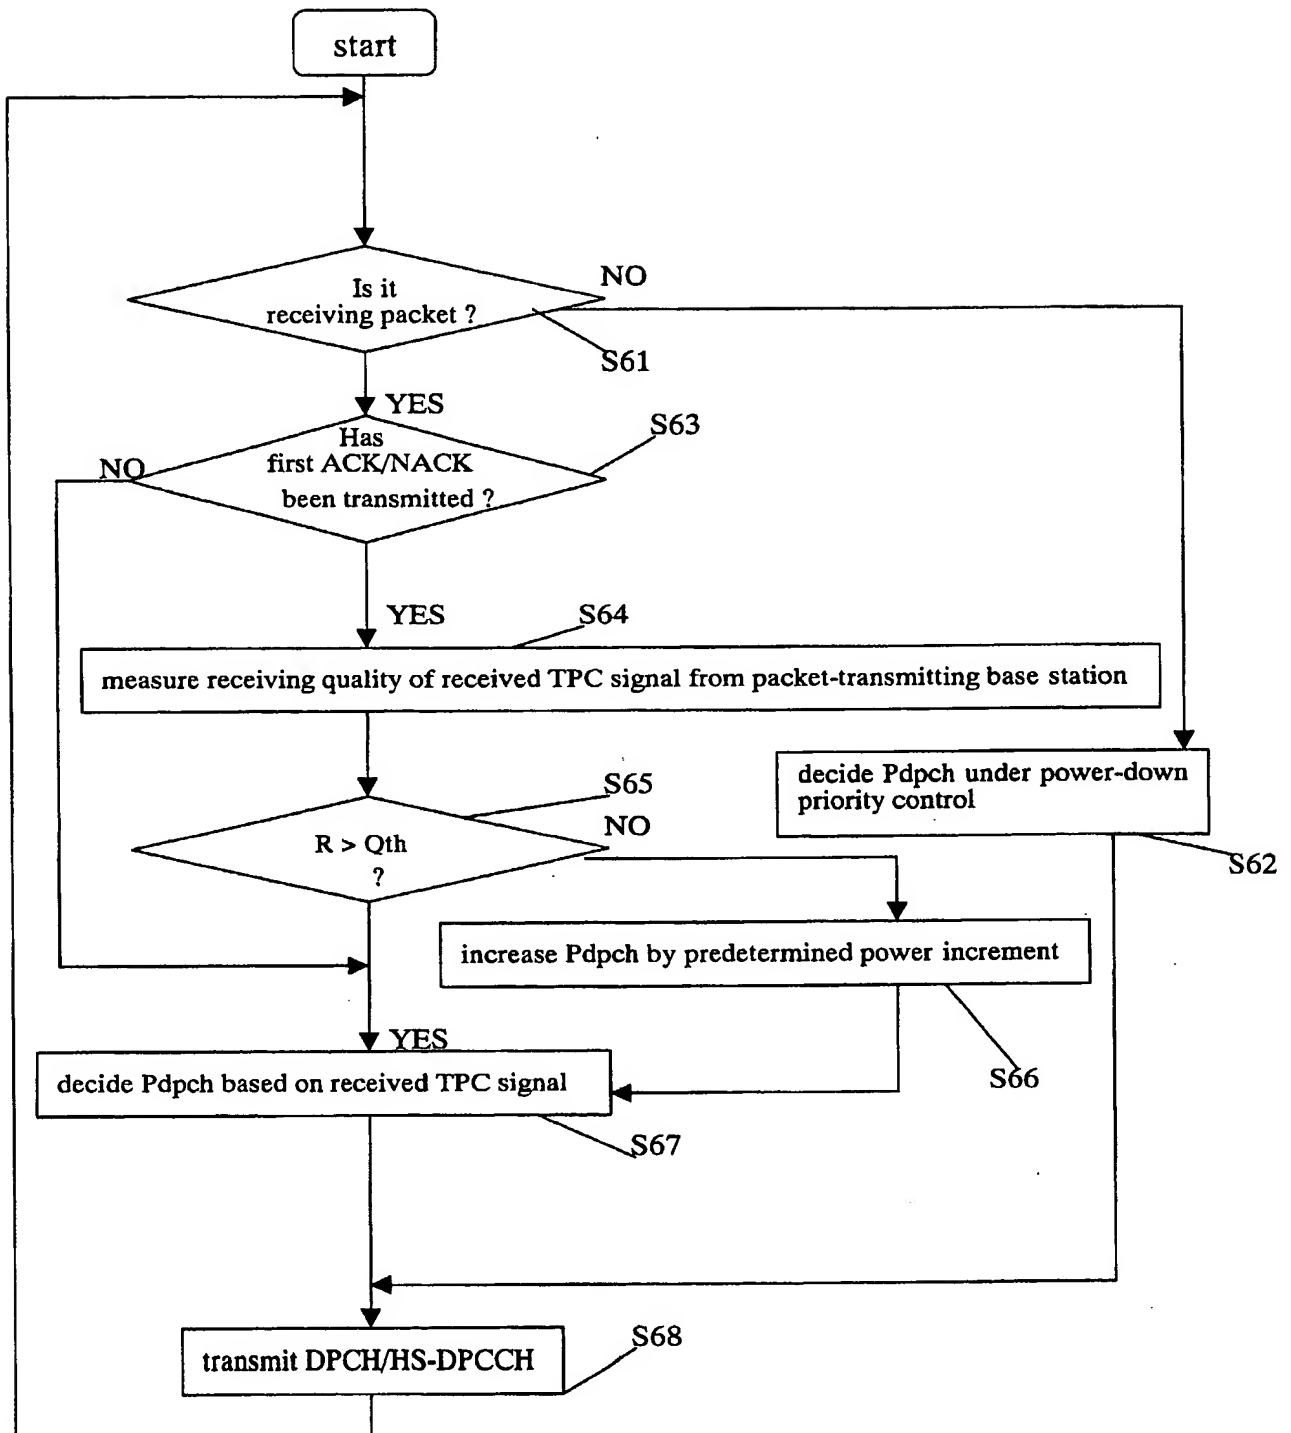 start
Is it
receiving packet ?
NO
S61
YES
S63
Has
first ACK/NACK
been transmitted ?
NO
YES
S64
measure receiving quality of received TPC signal from packet-transmitting base station
S65
R > Qth
?
NO
decide Pdpch under power-down
priority control
S62
increase Pdpch by predetermined power increment
S66
YES
decide Pdpch based on received TPC signal
S67
transmit DPCH/HS-DPCCH
S68